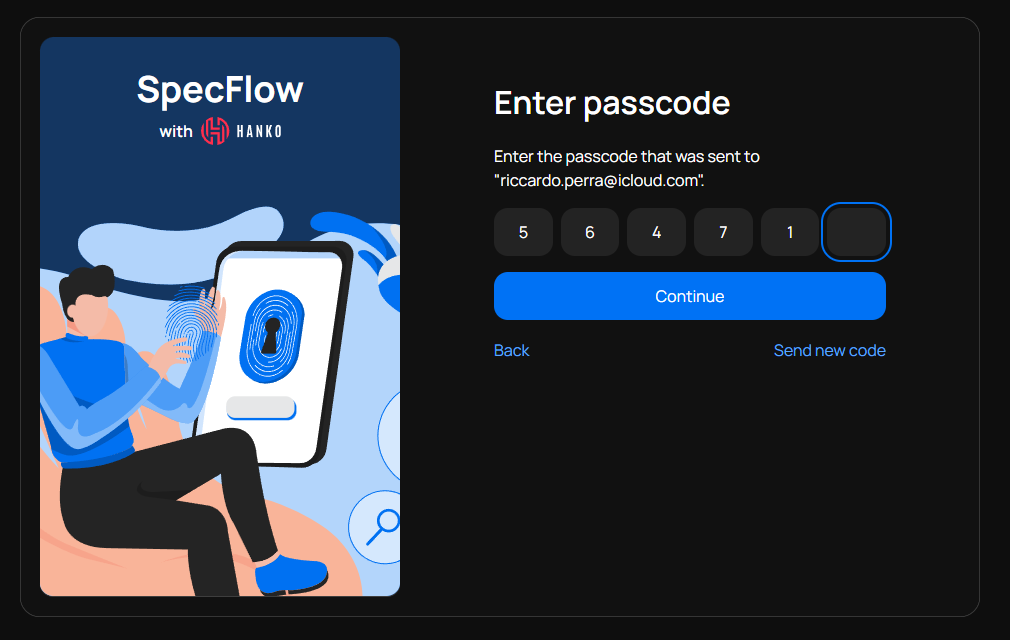 SpecFlow
with HANKO
Enter passcode
Enter the passcode that was sent to
"riccardo.perra@icloud.com".
5 6 4 7 1
Continue
Back Send new code